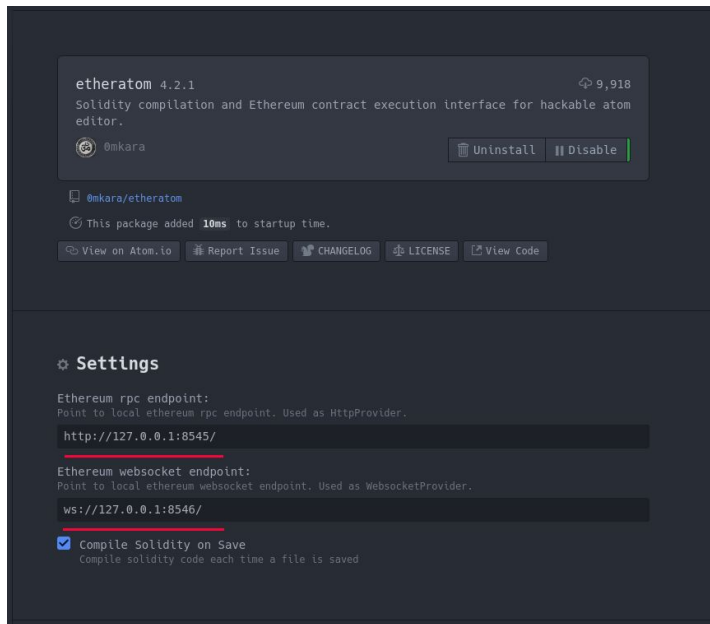 etheratom 4.2.1 9,918
Solidity compilation and Ethereum contract execution interface for hackable atom
editor.
0mkara Uninstall Disable
0mkara/etheratom
This package added 10ms to startup time.
View on Atom.io Report Issue CHANGELOG LICENSE View Code
Settings
Ethereum rpc endpoint:
Point to local ethereum rpc endpoint. Used as HttpProvider.
http://127.0.0.1:8545/
Ethereum websocket endpoint:
Point to local ethereum websocket endpoint. Used as WebsocketProvider.
ws://127.0.0.1:8546/
Compile Solidity on Save
Compile solidity code each time a file is saved